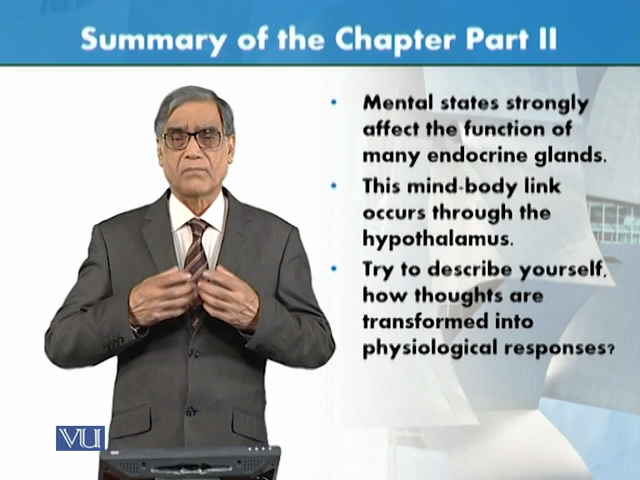 Summary of the Chapter Part II
Mental states strongly
affect the function of
many endocrine glands.
This mind-body link
occurs through the
hypothalamus.
Try to describe yourself,
how thoughts are
transformed into
physiological responses?
VU